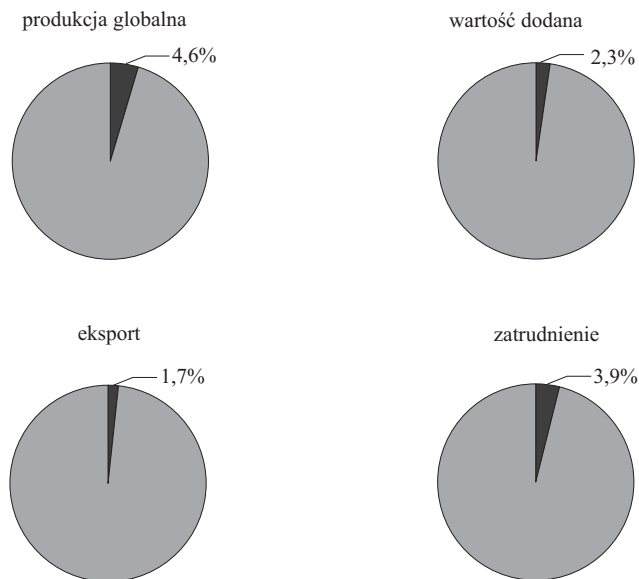 produkcja globalna
4,6%
wartość dodana
2,3%
eksport
1,7%
zatrudnienie
3,9%